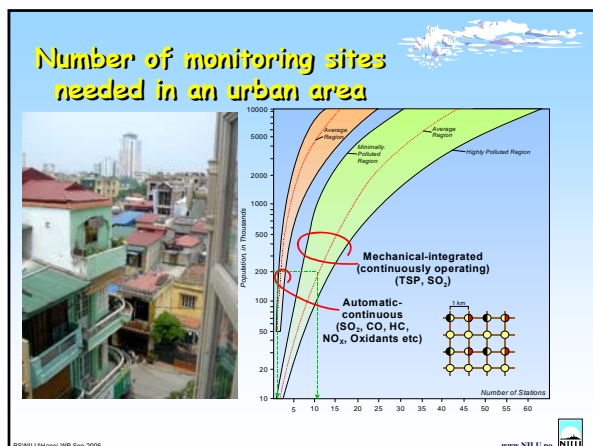 Number of monitoring sites
needed in an urban area
10000
5000
2000
1000
500
200
100
50
20
10
Population, in Thousands
Average
Region
Minimally.
Polluted
Region
Average
Region
Highly Polluted Region
Mechanical-integrated
(continuously operating)
(TSP, SO₂)
Automatic-
continuous
(SO₂, CO, HC,
NOₓ, Oxidants etc)
1 km
Number of Stations
5 10 15 20 25 30 35 40 45 50 55 60
www.NILU.no
NILU